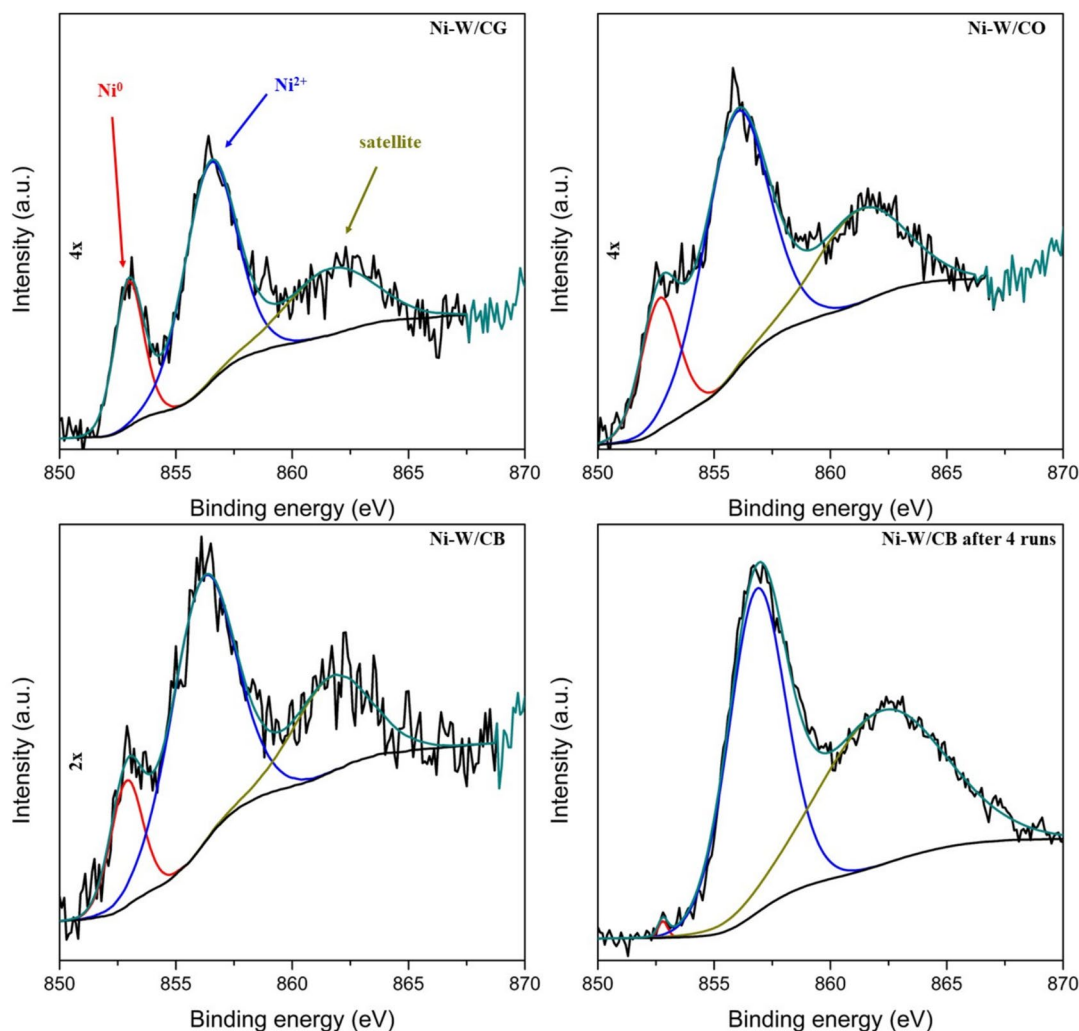 Ni-W/CG
Ni⁰
Ni²⁺
satellite
4x
Intensity (a.u.)
850 855 860 865 870
Binding energy (eV)
Ni-W/CO
4x
Intensity (a.u.)
850 855 860 865 870
Binding energy (eV)
Ni-W/CB
2x
Intensity (a.u.)
850 855 860 865 870
Binding energy (eV)
Ni-W/CB after 4 runs
Intensity (a.u.)
850 855 860 865 870
Binding energy (eV)